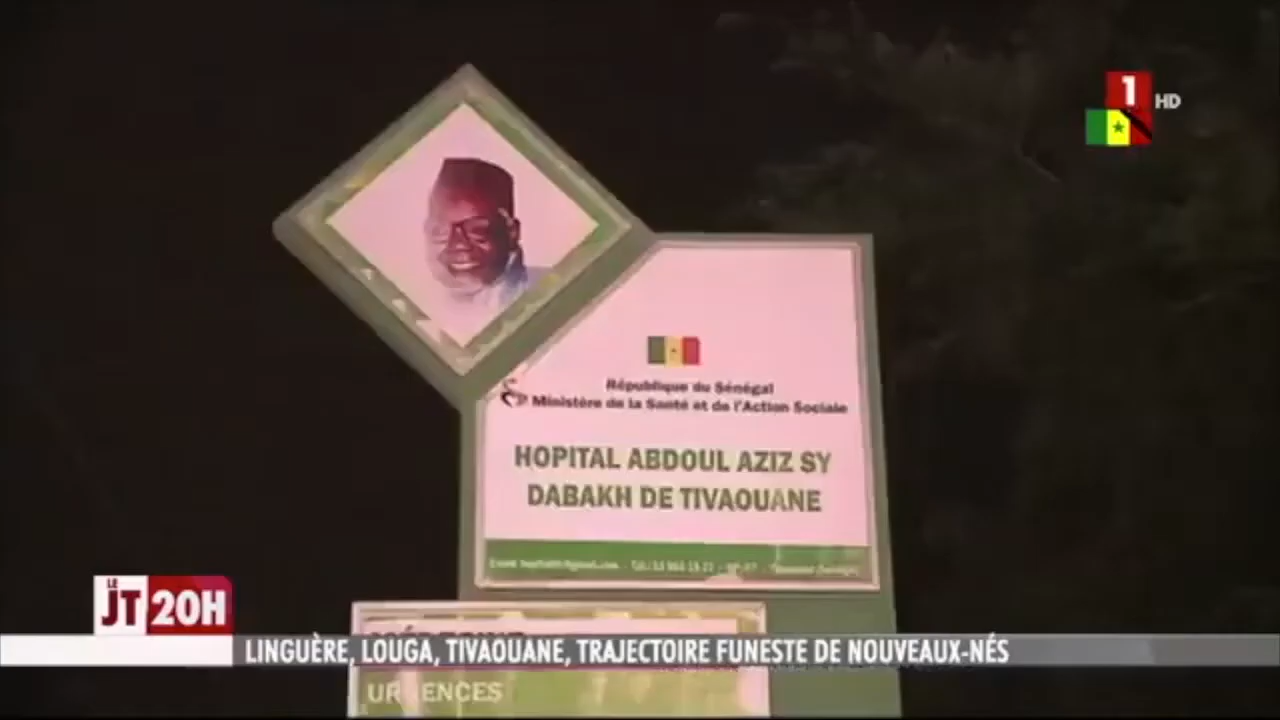 1
HD
République du Sénégal
Ministère de la Santé et de l'Action Sociale
HOPITAL ABDOUL AZIZ SY
DABAKH DE TIVAOUANE
LE
JT 20H
LINGUÈRE, LOUGA, TIVAOUANE, TRAJECTOIRE FUNESTE DE NOUVEAUX-NÉS